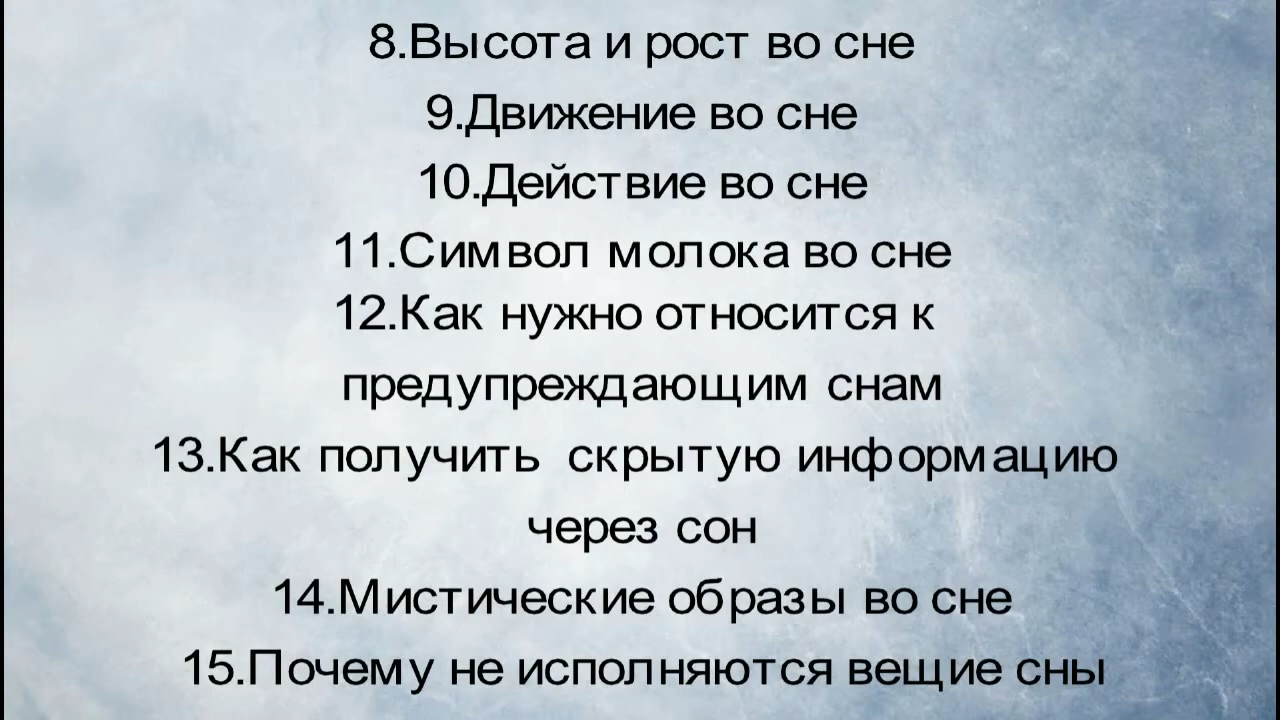 8.Высота и рост во сне
9.Движение во сне
10.Действие во сне
11.Символ молока во сне
12.Как нужно относится к
предупреждающим снам
13.Как получить скрытую информацию
через сон
14.Мистические образы во сне
15.Почему не исполняются вещие сны